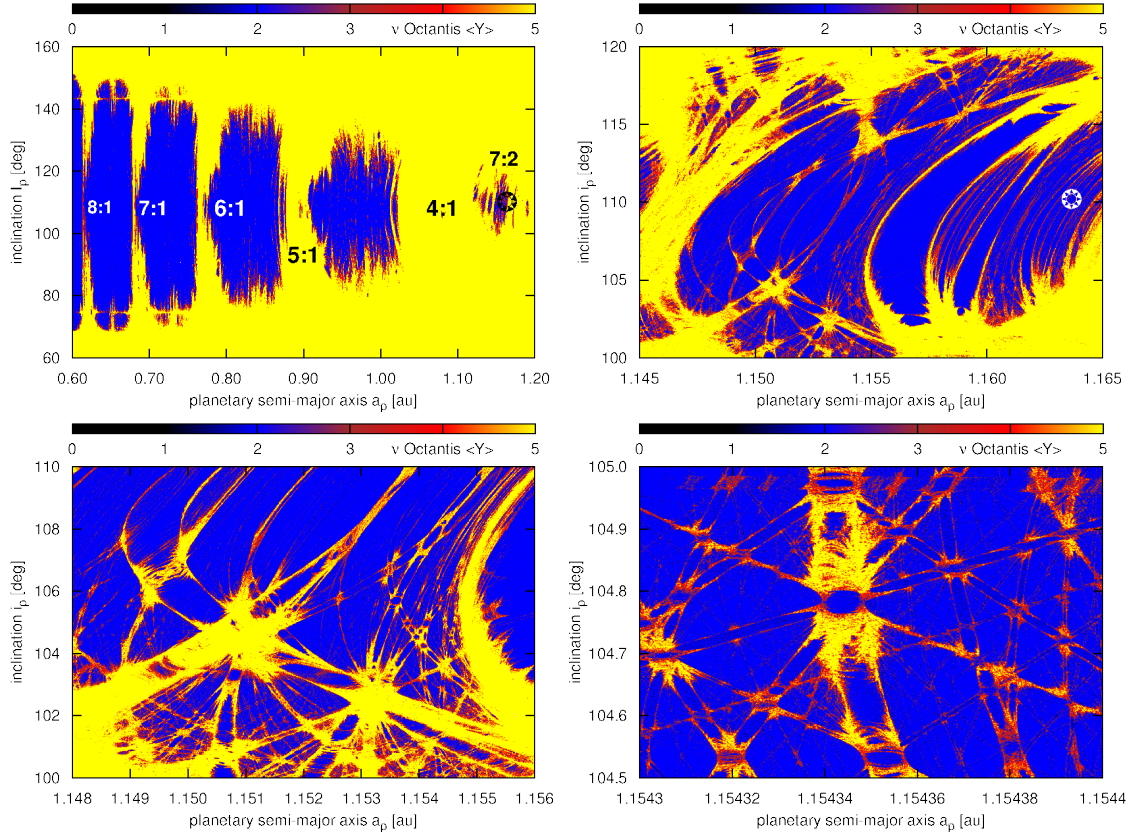 0 1 2 3 ν Octantis <Y> 5
160
140
120
100
80
60
inclination I_p [deg]
8:1 7:1 6:1 5:1 4:1 7:2
0.60 0.70 0.80 0.90 1.00 1.10 1.20
planetary semi-major axis a_p [au]
0 1 2 3 ν Octantis <Y> 5
120
115
110
105
100
inclination i_p [deg]
1.145 1.150 1.155 1.160 1.165
planetary semi-major axis a_p [au]
0 1 2 3 ν Octantis <Y> 5
110
108
106
104
102
100
inclination i_p [deg]
1.148 1.149 1.150 1.151 1.152 1.153 1.154 1.155 1.156
planetary semi-major axis a_p [au]
0 1 2 3 ν Octantis <Y> 5
105.0
104.9
104.8
104.7
104.6
104.5
inclination i_p [deg]
1.1543 1.15432 1.15434 1.15436 1.15438 1.1544
planetary semi-major axis a_p [au]